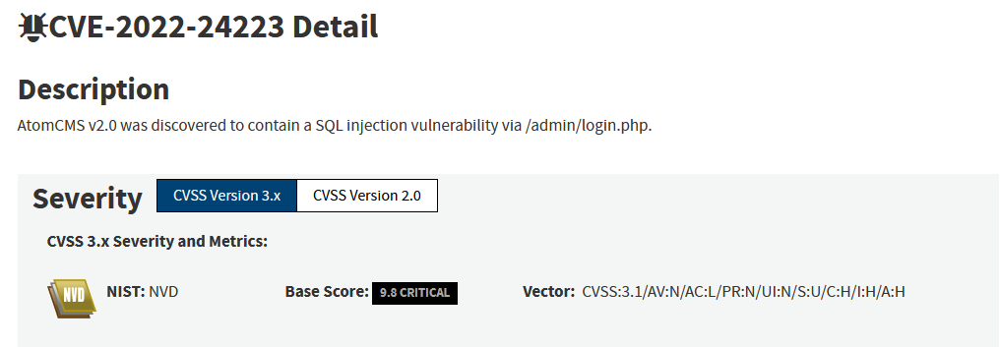 CVE-2022-24223 Detail
Description
AtomCMS v2.0 was discovered to contain a SQL injection vulnerability via /admin/login.php.
Severity CVSS Version 3.x CVSS Version 2.0
CVSS 3.x Severity and Metrics:
NVD NIST: NVD Base Score: 9.8 CRITICAL Vector: CVSS:3.1/AV:N/AC:L/PR:N/UI:N/S:U/C:H/I:H/A:H